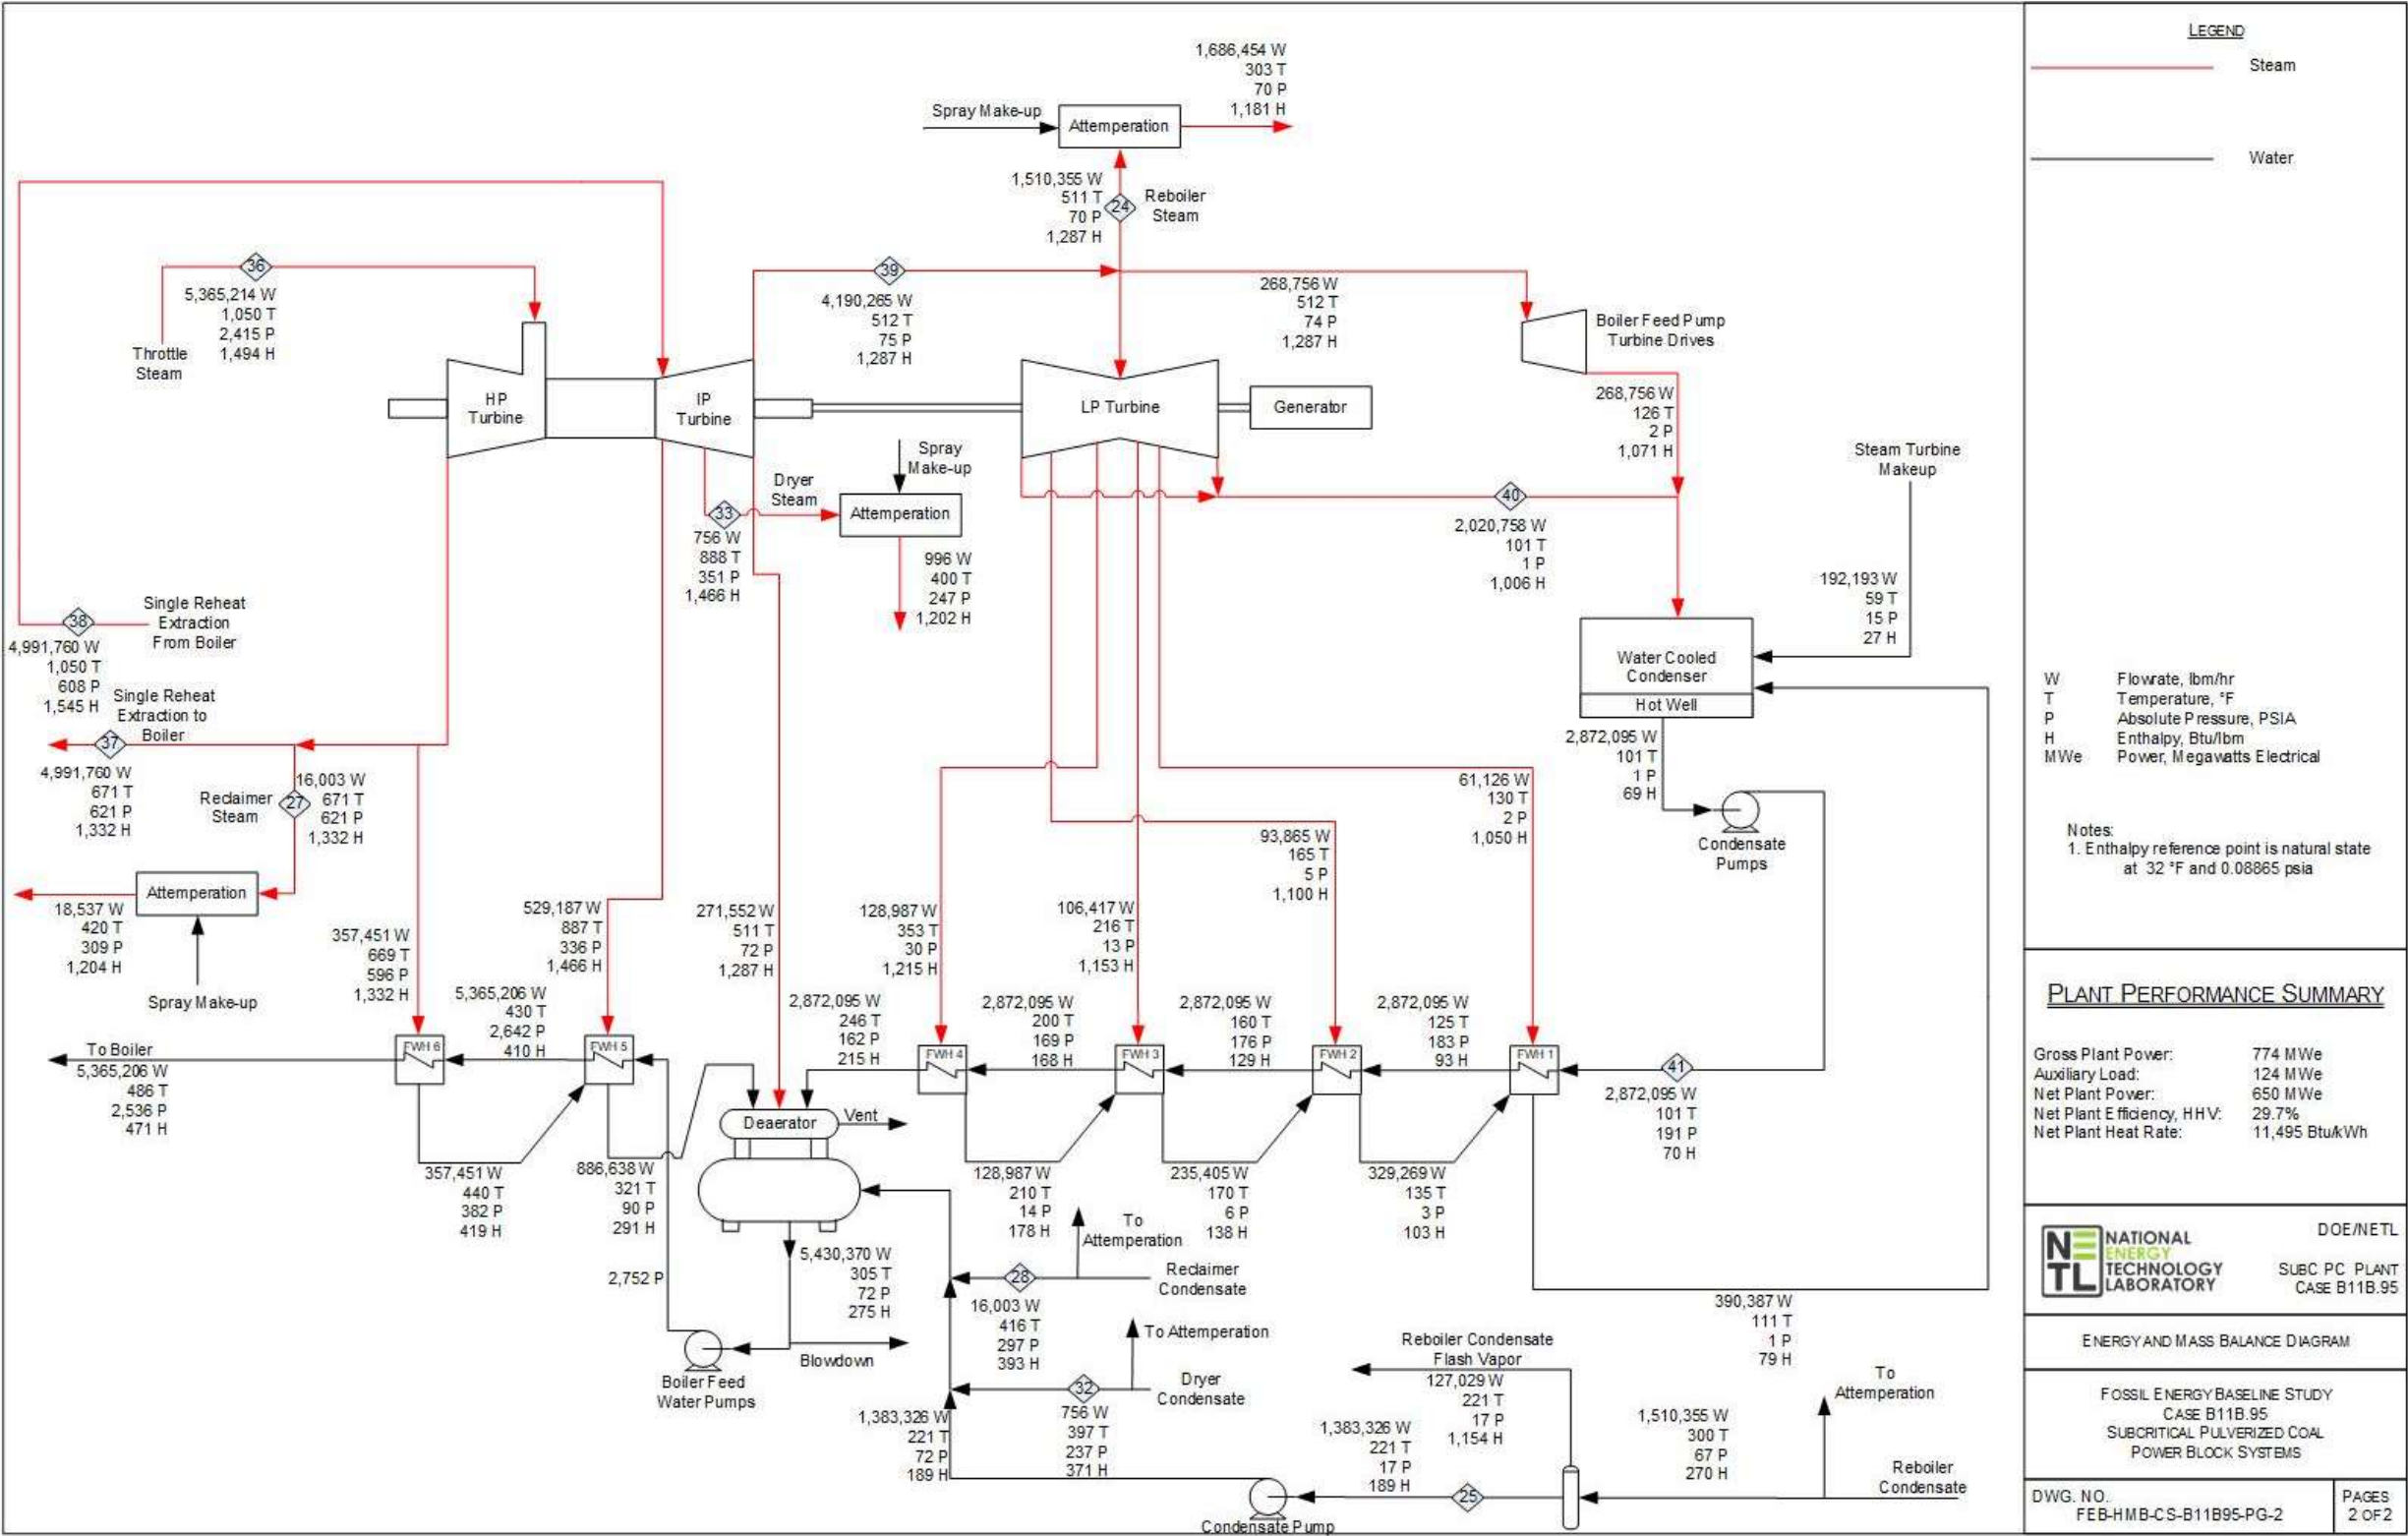 1,686,454 W
303 T
70 P
1,181 H
Spray Make-up
Attemperation
1,510,355 W
511 T
70 P
1,287 H
24
Reboiler
Steam
36
5,365,214 W
1,050 T
2,415 P
1,494 H
Throttle
Steam
39
4,190,265 W
512 T
75 P
1,287 H
268,756 W
512 T
74 P
1,287 H
Boiler Feed Pump
Turbine Drives
HP
Turbine
IP
Turbine
LP Turbine
Generator
268,756 W
126 T
2 P
1,071 H
Spray
Make-up
Dryer
Steam
33
Attemperation
756 W
888 T
351 P
1,466 H
996 W
400 T
247 P
1,202 H
40
2,020,758 W
101 T
1 P
1,006 H
Steam Turbine
Makeup
192,193 W
59 T
15 P
27 H
38
Single Reheat
Extraction
From Boiler
4,991,760 W
1,050 T
608 P
1,545 H
Single Reheat
Extraction to
Boiler
37
4,991,760 W
671 T
621 P
1,332 H
Reclaimer
Steam
27
16,003 W
671 T
621 P
1,332 H
Attemperation
18,537 W
420 T
309 P
1,204 H
Spray Make-up
Water Cooled
Condenser
Hot Well
2,872,095 W
101 T
1 P
69 H
Condensate
Pumps
357,451 W
669 T
596 P
1,332 H
529,187 W
887 T
336 P
1,466 H
271,552 W
511 T
72 P
1,287 H
128,987 W
353 T
30 P
1,215 H
106,417 W
216 T
13 P
1,153 H
93,865 W
165 T
5 P
1,100 H
61,126 W
130 T
2 P
1,050 H
To Boiler
5,365,206 W
486 T
2,536 P
471 H
FWH 6
5,365,206 W
430 T
2,642 P
410 H
FWH 5
2,872,095 W
246 T
162 P
215 H
FWH 4
2,872,095 W
200 T
169 P
168 H
FWH 3
2,872,095 W
160 T
176 P
129 H
FWH 2
2,872,095 W
125 T
183 P
93 H
FWH 1
41
2,872,095 W
101 T
191 P
70 H
357,451 W
440 T
382 P
419 H
886,638 W
321 T
90 P
291 H
Deaerator
Vent
128,987 W
210 T
14 P
178 H
235,405 W
170 T
6 P
138 H
329,269 W
135 T
3 P
103 H
2,752 P
5,430,370 W
305 T
72 P
275 H
Blowdown
Boiler Feed
Water Pumps
To
Attemperation
28
Reclaimer
Condensate
16,003 W
416 T
297 P
393 H
To Attemperation
32
Dryer
Condensate
756 W
397 T
237 P
371 H
1,383,326 W
221 T
72 P
189 H
390,387 W
111 T
1 P
79 H
Reboiler Condensate
Flash Vapor
127,029 W
221 T
17 P
1,154 H
1,383,326 W
221 T
17 P
189 H
25
Condensate Pump
1,510,355 W
300 T
67 P
270 H
To
Attemperation
Reboiler
Condensate
LEGEND
Steam
Water
W Flowrate, lbm/hr
T Temperature, °F
P Absolute Pressure, PSIA
H Enthalpy, Btu/lbm
MWe Power, Megawatts Electrical
Notes:
1. Enthalpy reference point is natural state
at 32 °F and 0.08865 psia
PLANT PERFORMANCE SUMMARY
Gross Plant Power: 774 MWe
Auxiliary Load: 124 MWe
Net Plant Power: 650 MWe
Net Plant Efficiency, HHV: 29.7%
Net Plant Heat Rate: 11,495 Btu/kWh
NETL
NATIONAL
ENERGY
TECHNOLOGY
LABORATORY
DOE/NETL
SUBC PC PLANT
CASE B11B.95
ENERGY AND MASS BALANCE DIAGRAM
FOSSIL ENERGY BASELINE STUDY
CASE B11B.95
SUBCRITICAL PULVERIZED COAL
POWER BLOCK SYSTEMS
DWG. NO.
FEB-HMB-CS-B11B95-PG-2
PAGES
2 OF 2